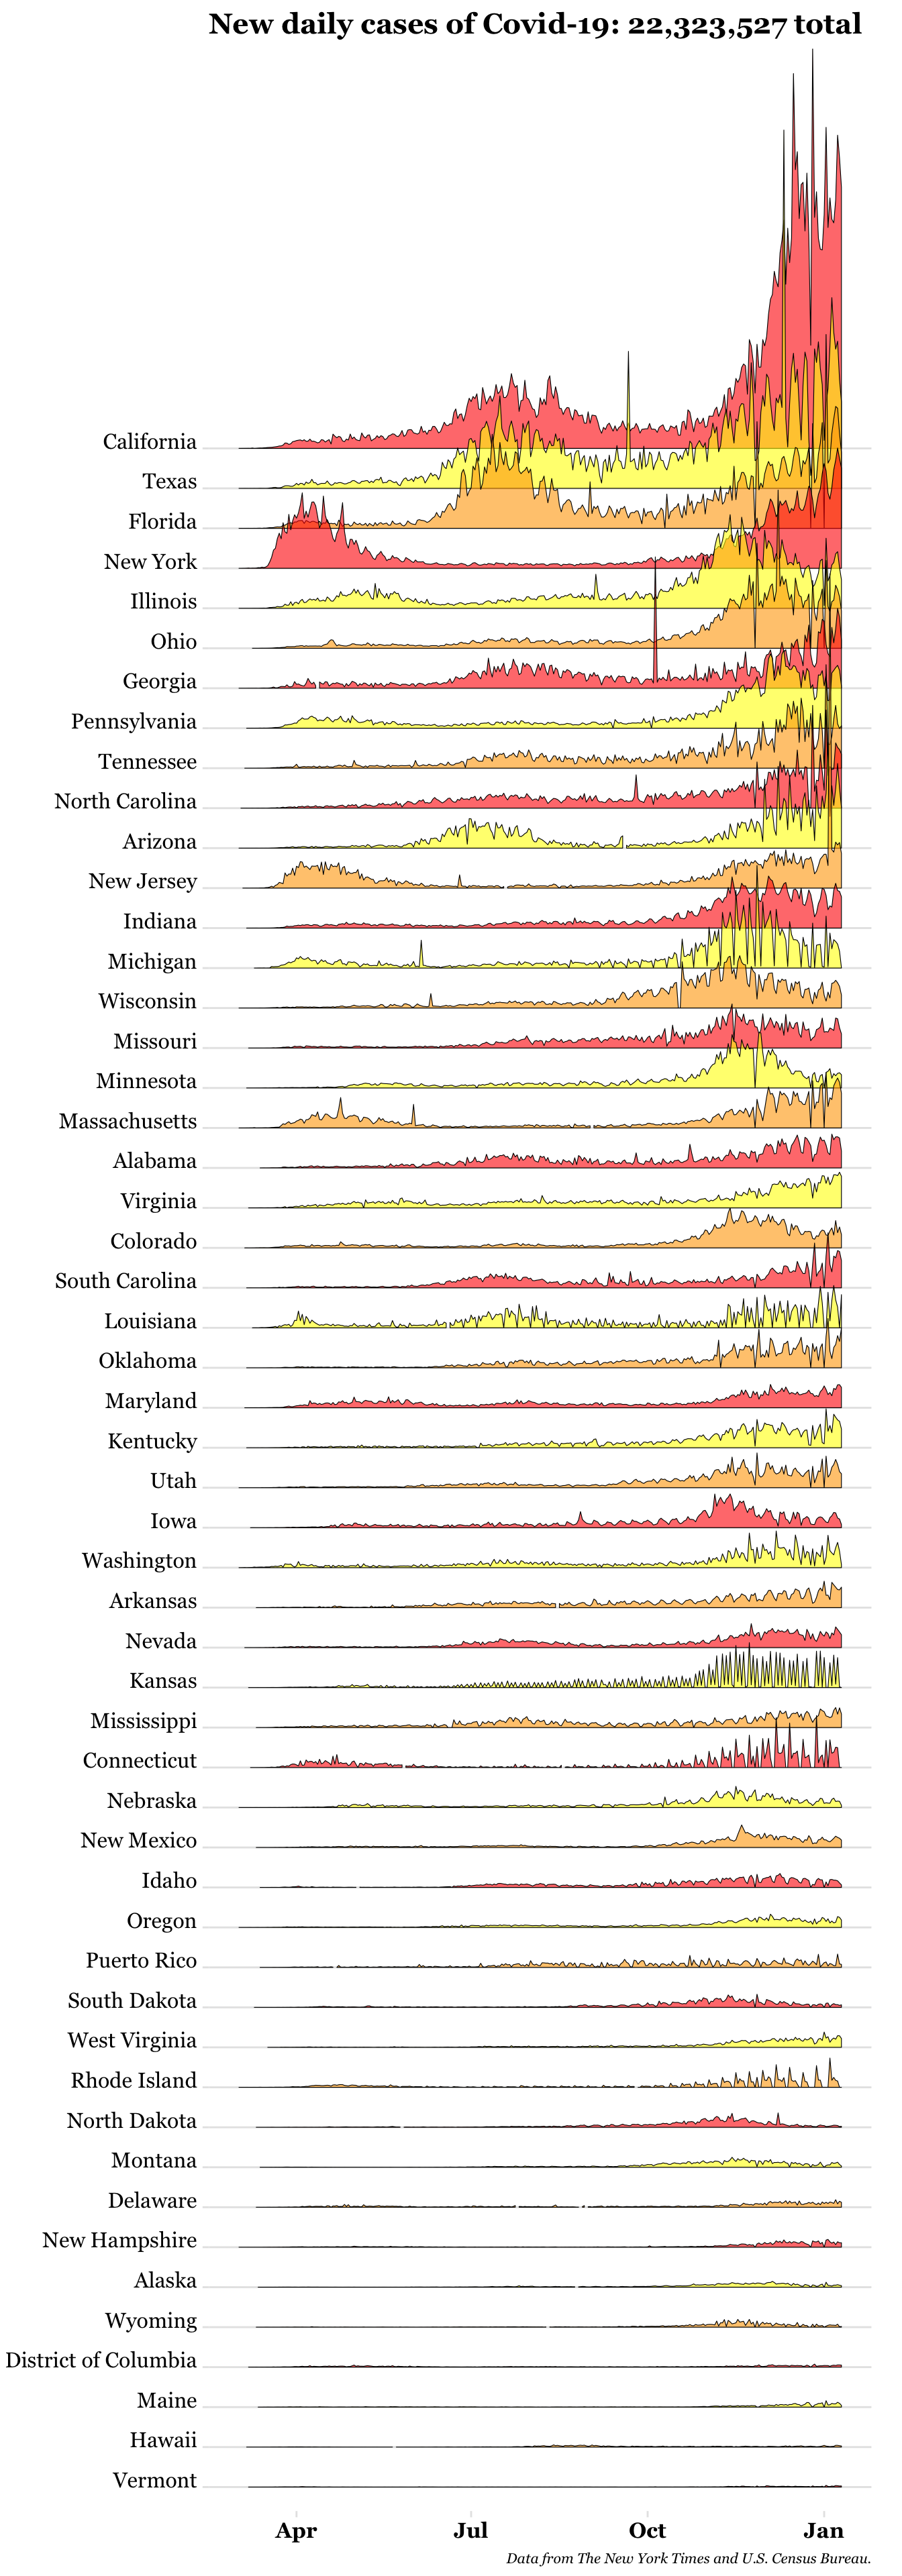 New daily cases of Covid-19: 22,323,527 total
California
Texas
Florida
New York
Illinois
Ohio
Georgia
Pennsylvania
Tennessee
North Carolina
Arizona
New Jersey
Indiana
Michigan
Wisconsin
Missouri
Minnesota
Massachusetts
Alabama
Virginia
Colorado
South Carolina
Louisiana
Oklahoma
Maryland
Kentucky
Utah
Iowa
Washington
Arkansas
Nevada
Kansas
Mississippi
Connecticut
Nebraska
New Mexico
Idaho
Oregon
Puerto Rico
South Dakota
West Virginia
Rhode Island
North Dakota
Montana
Delaware
New Hampshire
Alaska
Wyoming
District of Columbia
Maine
Hawaii
Vermont
Apr Jul Oct Jan
Data from The New York Times and U.S. Census Bureau.